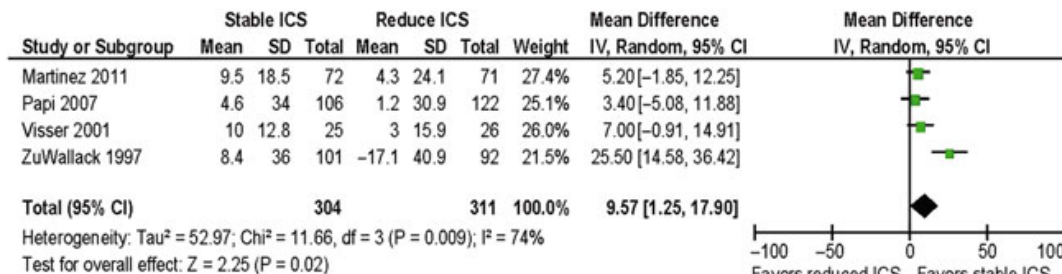 Stable ICS Reduce ICS Mean Difference Mean Difference
Study or Subgroup Mean SD Total Mean SD Total Weight IV, Random, 95% CI IV, Random, 95% CI
Martinez 2011 9.5 18.5 72 4.3 24.1 71 27.4% 5.20 [−1.85, 12.25]
Papi 2007 4.6 34 106 1.2 30.9 122 25.1% 3.40 [−5.08, 11.88]
Visser 2001 10 12.8 25 3 15.9 26 26.0% 7.00 [−0.91, 14.91]
ZuWallack 1997 8.4 36 101 −17.1 40.9 92 21.5% 25.50 [14.58, 36.42]
Total (95% CI) 304 311 100.0% 9.57 [1.25, 17.90]
Heterogeneity: Tau² = 52.97; Chi² = 11.66, df = 3 (P = 0.009); I² = 74%
Test for overall effect: Z = 2.25 (P = 0.02)
−100 −50 0 50 100
Favors reduced ICS Favors stable ICS